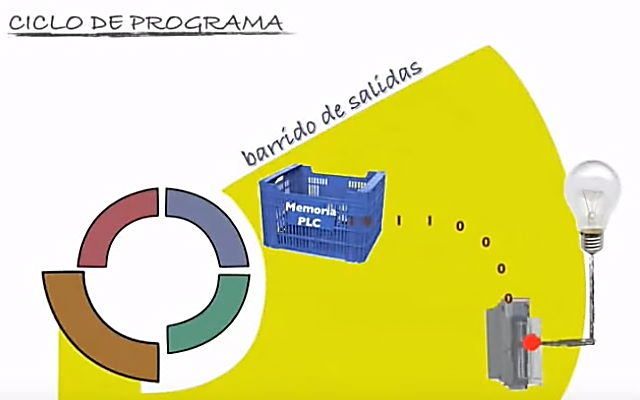 CICLO DE PROGRAMA
barrido de salidas
Memoria
PLC
1 0 1 1 0 0 0 0